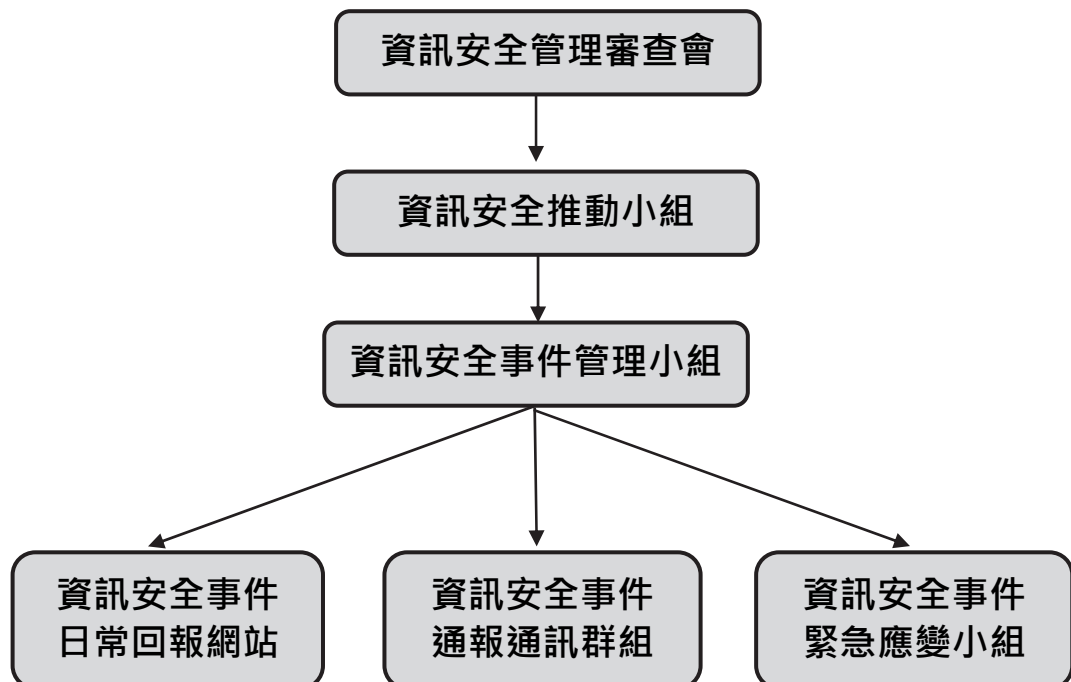 資訊安全管理審查會
資訊安全推動小組
資訊安全事件管理小組
資訊安全事件
日常回報網站
資訊安全事件
通報通訊群組
資訊安全事件
緊急應變小組